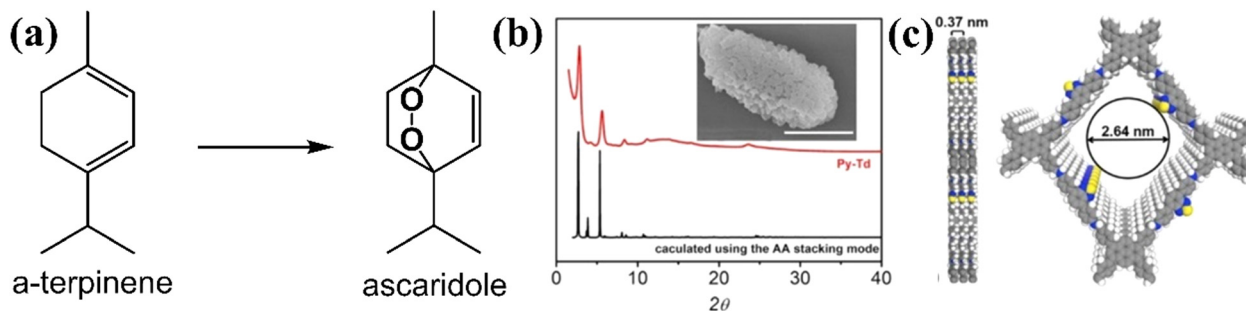 (a)
O
O
a-terpinene
ascaridole
(b)
Py-Td
caculated using the AA stacking mode
0
5
10
20
30
40
2θ
(c)
0.37 nm
2.64 nm